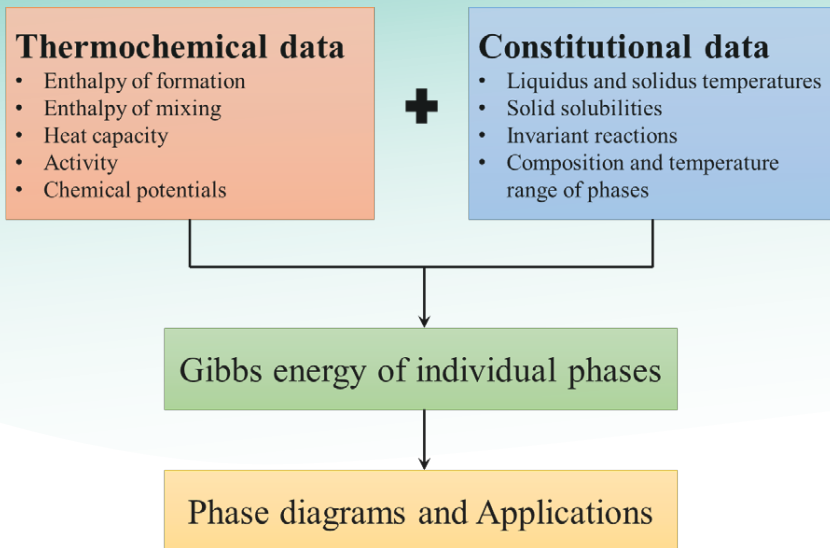 Thermochemical data
• Enthalpy of formation
• Enthalpy of mixing
• Heat capacity
• Activity
• Chemical potentials
+
Constitutional data
• Liquidus and solidus temperatures
• Solid solubilities
• Invariant reactions
• Composition and temperature
range of phases
Gibbs energy of individual phases
Phase diagrams and Applications